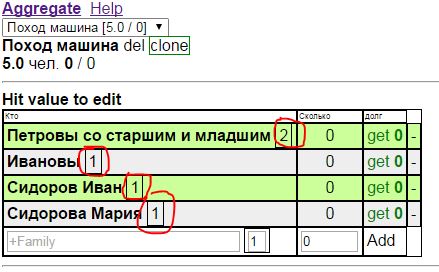 Aggregate Help
Поход машина [5.0 / 0]
Поход машина del clone
5.0 чел. 0 / 0
Hit value to edit
Кто Сколько долг
Петровы со старшим и младшим 2 0 get 0 -
Ивановы 1 0 get 0 -
Сидоров Иван 1 0 get 0 -
Сидорова Мария 1 0 get 0 -
+Family 1 0 Add